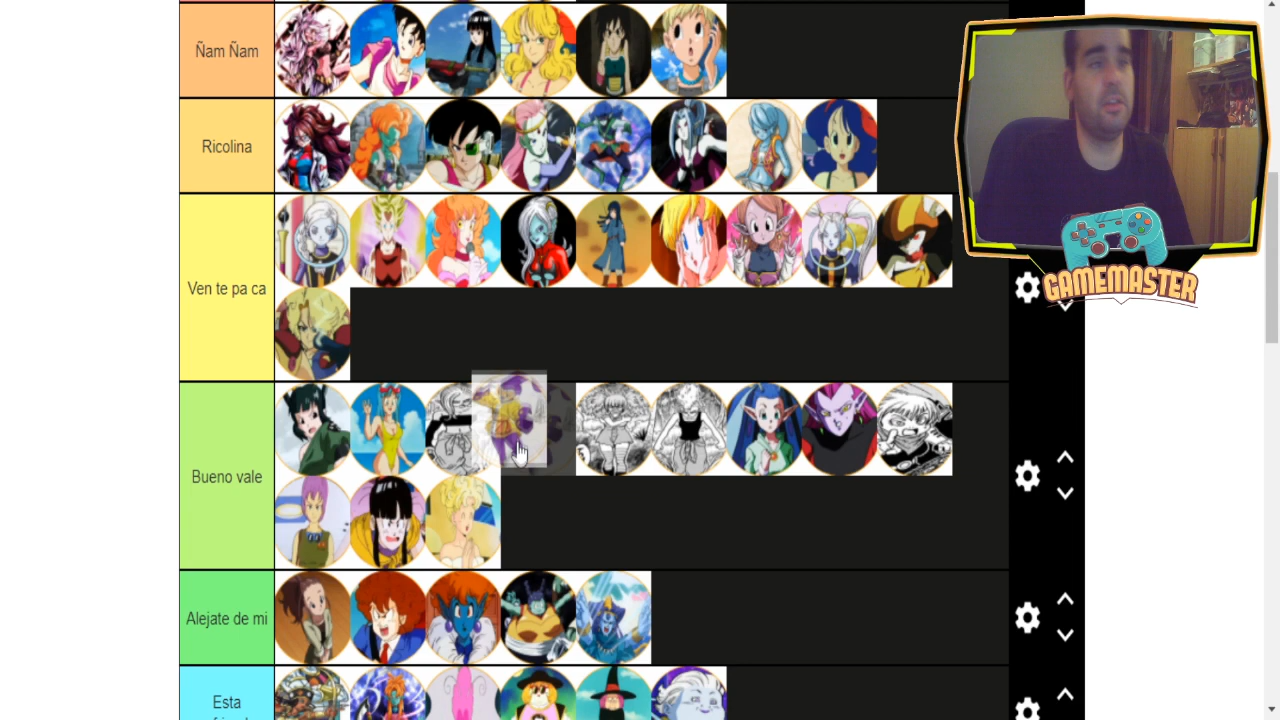 Ñam Ñam
Ricolina
GAMEMASTER
Ven te pa ca
Bueno vale
Alejate de mi
Esta